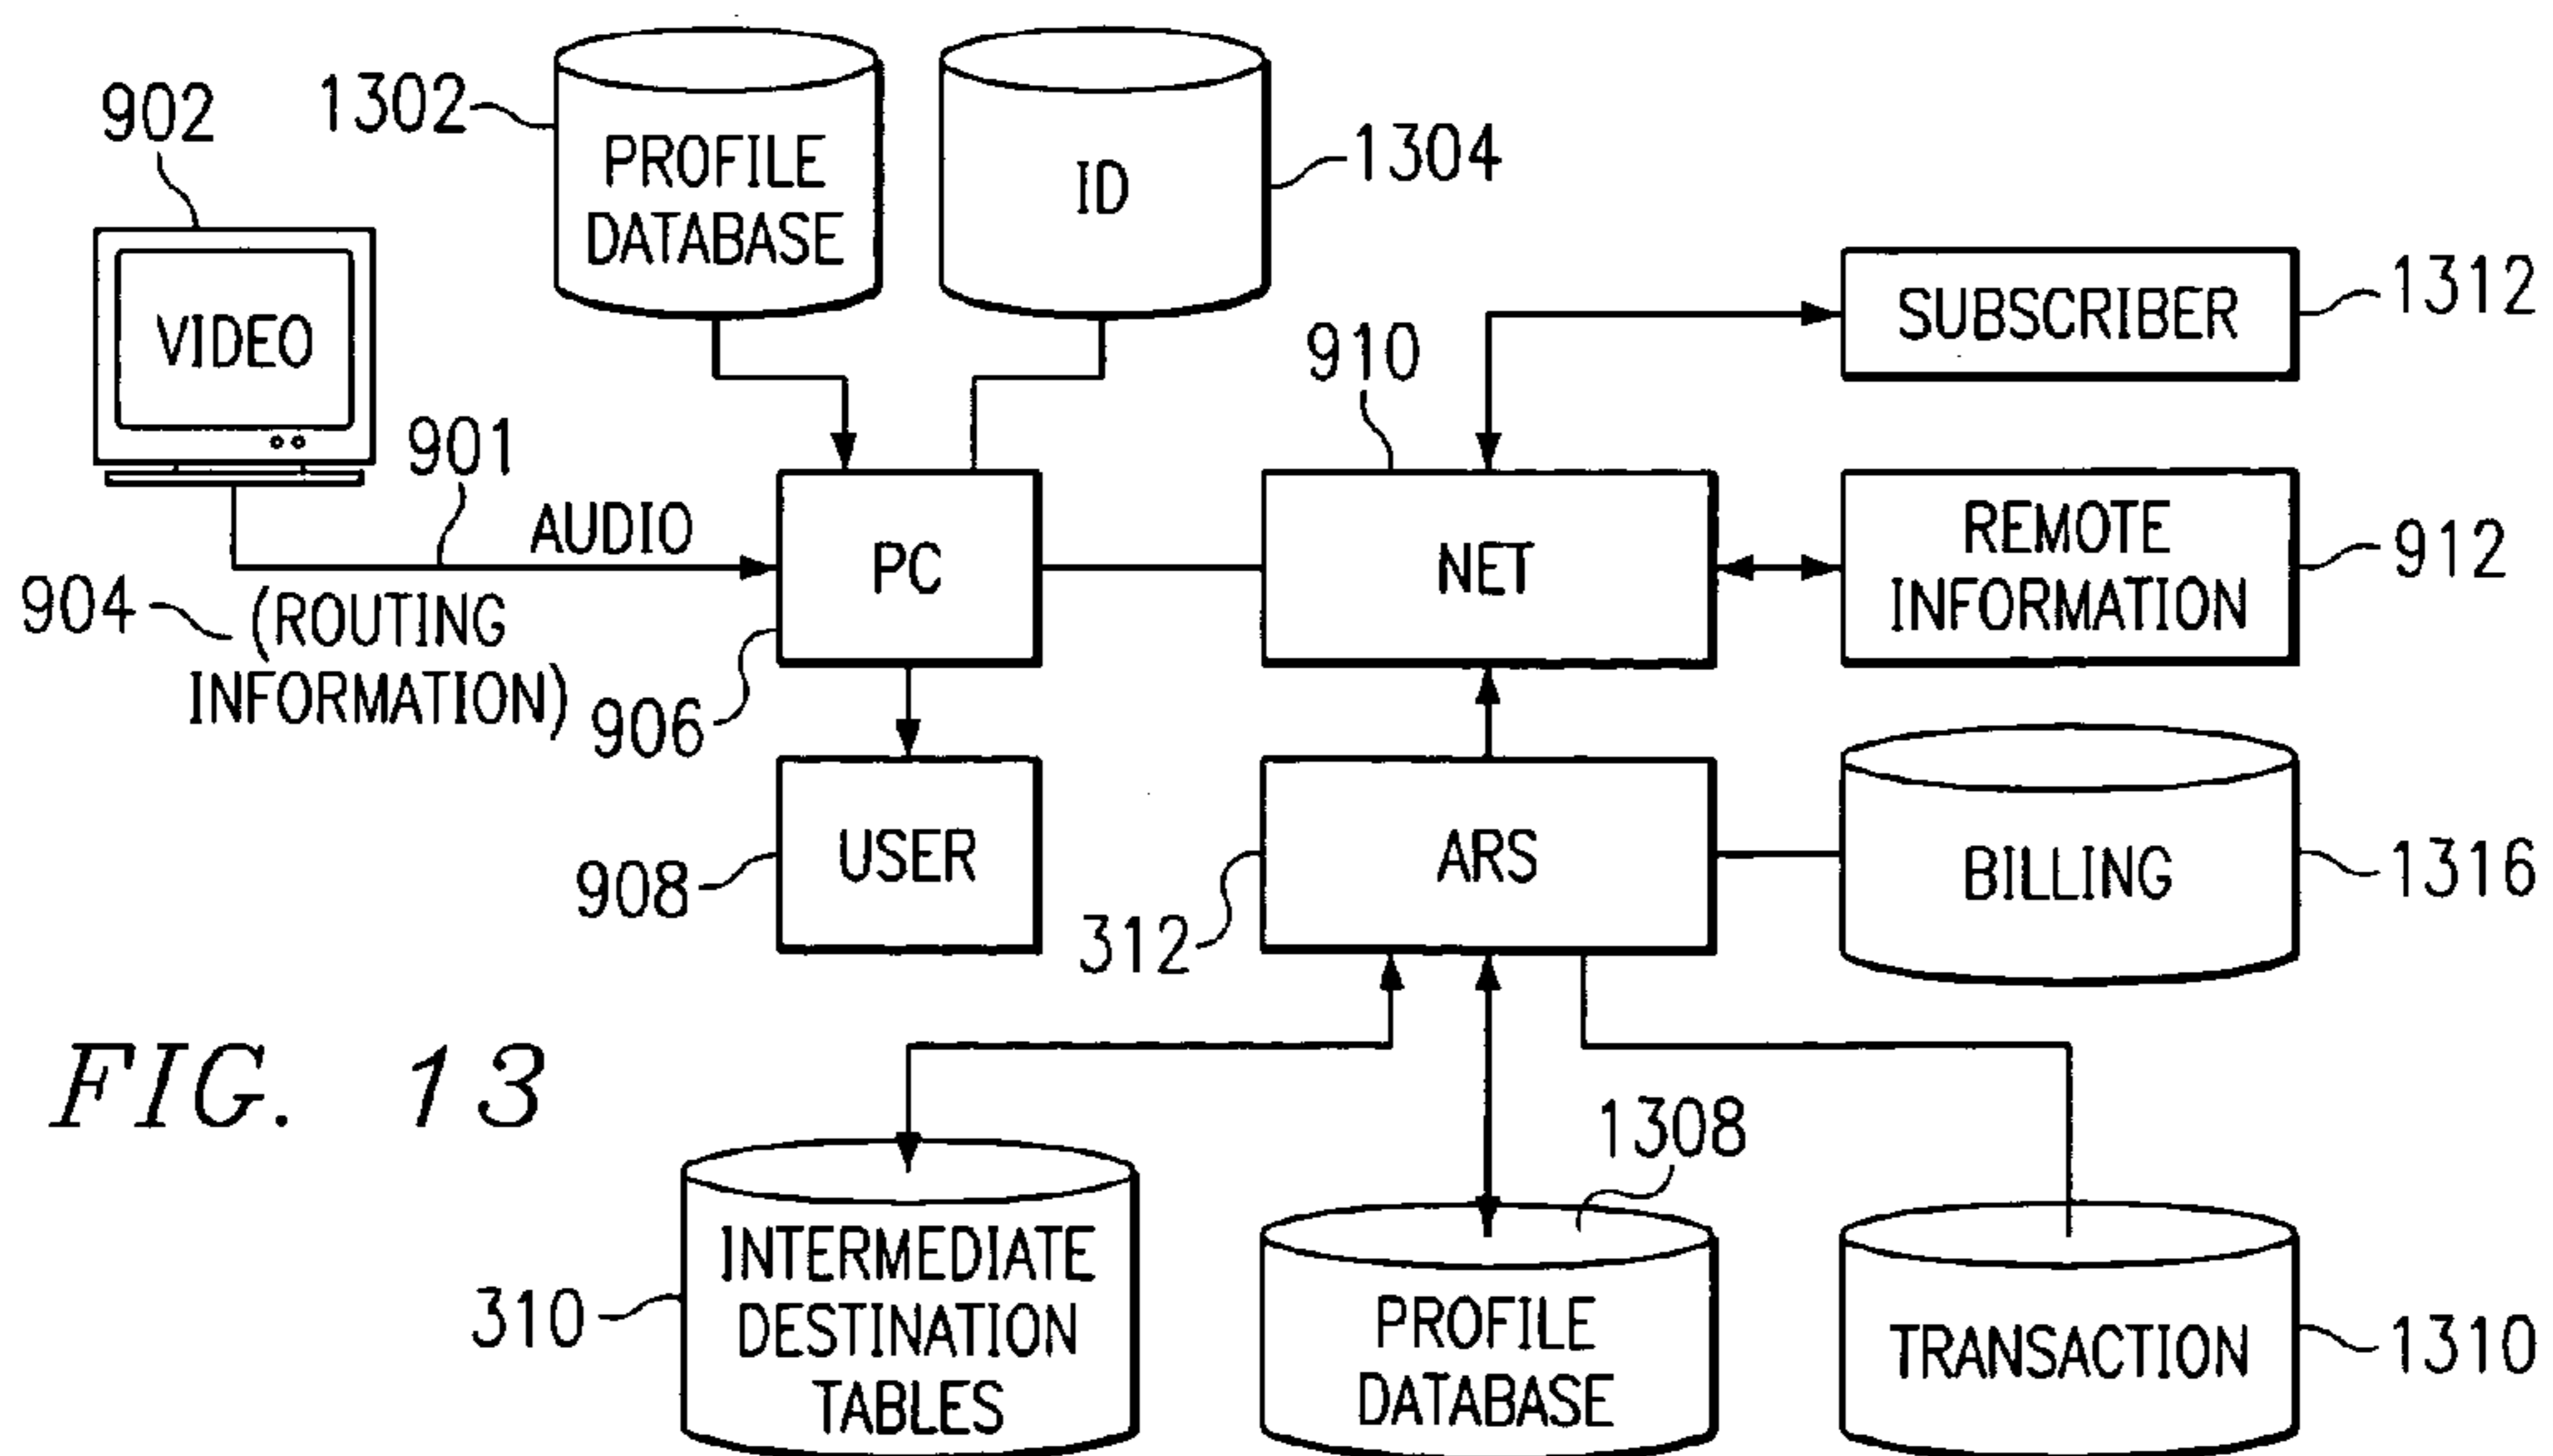 902
1302
PROFILE
DATABASE
ID
1304
VIDEO
901
AUDIO
904
(ROUTING
INFORMATION)
PC
906
910
NET
SUBSCRIBER
1312
REMOTE
INFORMATION
912
USER
908
ARS
312
BILLING
1316
FIG. 13
310
INTERMEDIATE
DESTINATION
TABLES
1308
PROFILE
DATABASE
TRANSACTION
1310